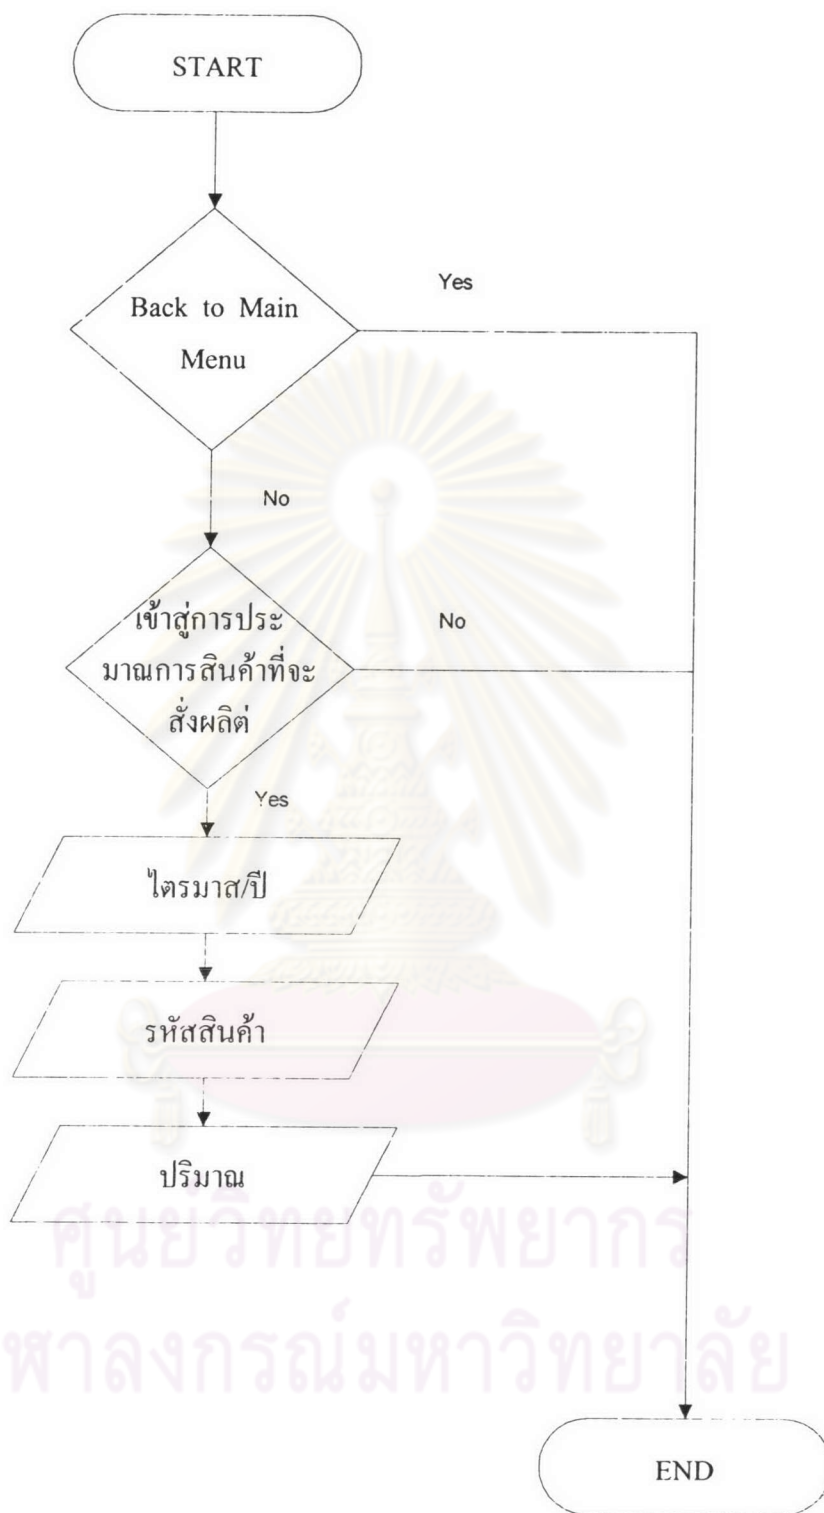 START
Back to Main
Menu
Yes
No
เข้าสู่การประ
มาณการสินค้าที่จะ
สั่งผลิต่
No
Yes
ไตรมาส/ปี
รหัสสินค้า
ปริมาณ
ศูนย์วิทยทรัพยากร
ฬาลงกรณ์มหาวิทยาลัย
END